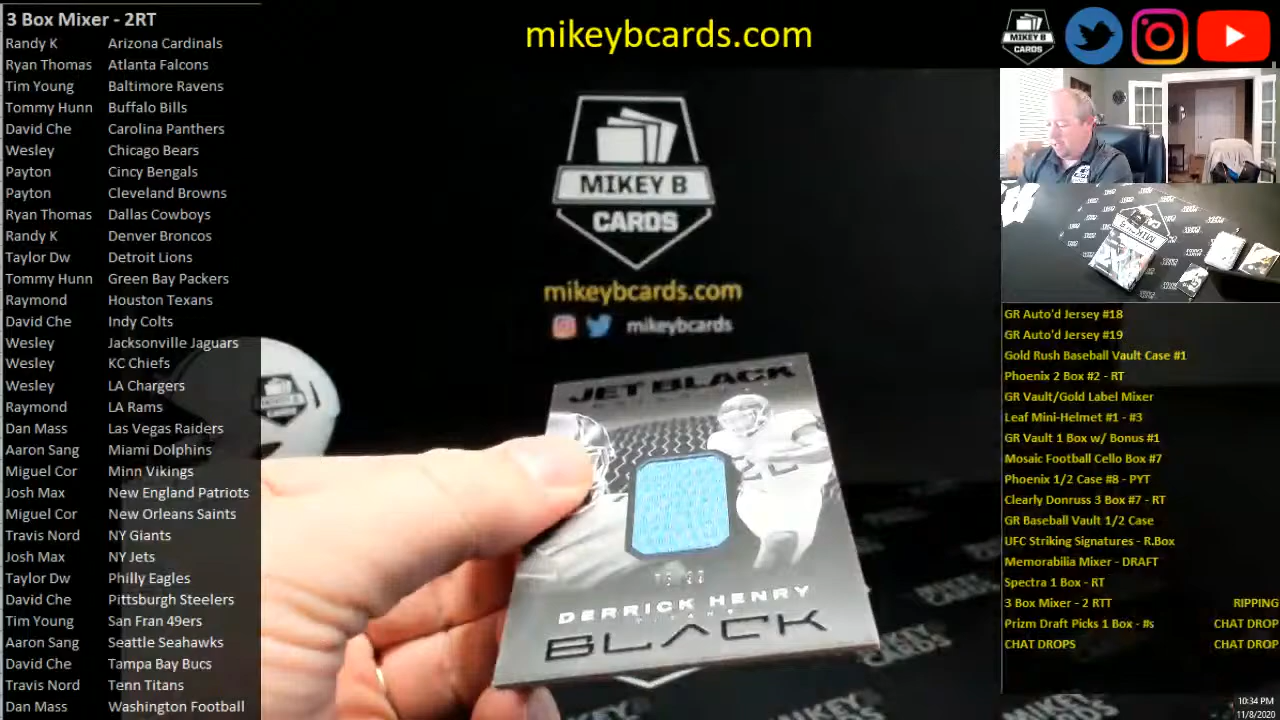 3 Box Mixer - 2RT
Randy K Arizona Cardinals
Ryan Thomas Atlanta Falcons
Tim Young Baltimore Ravens
Tommy Hunn Buffalo Bills
David Che Carolina Panthers
Wesley Chicago Bears
Payton Cincy Bengals
Payton Cleveland Browns
Ryan Thomas Dallas Cowboys
Randy K Denver Broncos
Taylor Dw Detroit Lions
Tommy Hunn Green Bay Packers
Raymond Houston Texans
David Che Indy Colts
Wesley Jacksonville Jaguars
Wesley KC Chiefs
Wesley LA Chargers
Raymond LA Rams
Dan Mass Las Vegas Raiders
Aaron Sang Miami Dolphins
Miguel Cor Minn Vikings
Josh Max New England Patriots
Miguel Cor New Orleans Saints
Travis Nord NY Giants
Josh Max NY Jets
Taylor Dw Philly Eagles
David Che Pittsburgh Steelers
Tim Young San Fran 49ers
Aaron Sang Seattle Seahawks
David Che Tampa Bay Bucs
Travis Nord Tenn Titans
Dan Mass Washington Football
mikeybcards.com
MIKEY B
CARDS
mikeybcards.com
mikeybcards
JET BLACK
DERRICK HENRY
TITANS
BLACK
MIKEY B
CARDS
GR Auto'd Jersey #18
GR Auto'd Jersey #19
Gold Rush Baseball Vault Case #1
Phoenix 2 Box #2 - RT
GR Vault/Gold Label Mixer
Leaf Mini-Helmet #1 - #3
GR Vault 1 Box w/ Bonus #1
Mosaic Football Cello Box #7
Phoenix 1/2 Case #8 - PYT
Clearly Donruss 3 Box #7 - RT
GR Baseball Vault 1/2 Case
UFC Striking Signatures - R.Box
Memorabilia Mixer - DRAFT
Spectra 1 Box - RT
3 Box Mixer - 2 RTT RIPPING
Prizm Draft Picks 1 Box - #s CHAT DROP
CHAT DROPS CHAT DROP
10:34 PM
11/8/2020